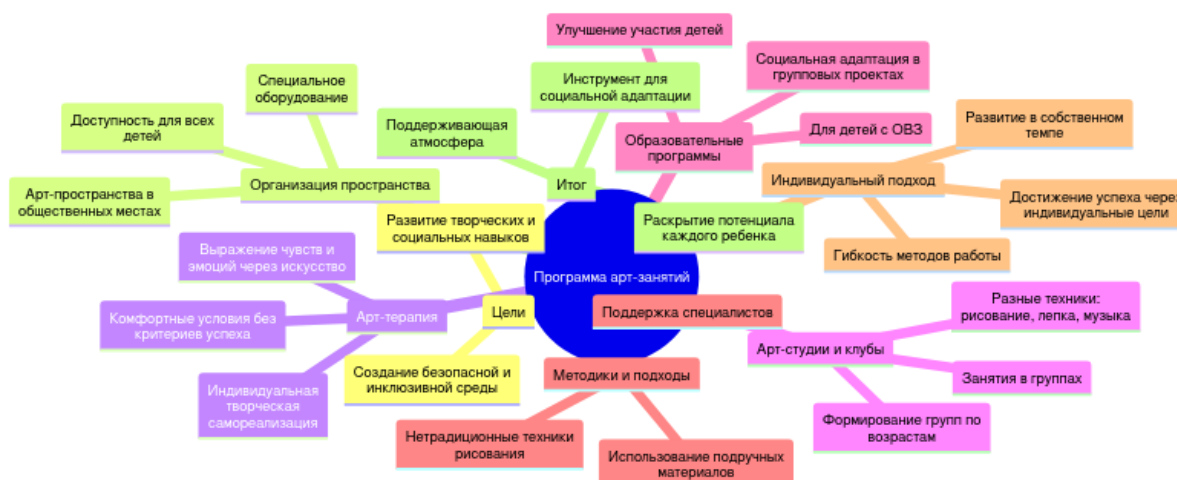 Улучшение участия детей
Социальная адаптация в
групповых проектах
Специальное
оборудование
Инструмент для
социальной адаптации
Доступность для всех
детей
Поддерживающая
атмосфера
Образовательные
программы
Для детей с ОВЗ
Развитие в собственном
темпе
Арт-пространства в
общественных местах
Организация пространства
Итог
Индивидуальный подход
Развитие творческих и
социальных навыков
Раскрытие потенциала
каждого ребенка
Достижение успеха через
индивидуальные цели
Выражение чувств и
эмоций через искусство
Гибкость методов работы
Программа арт-занятий
Комфортные условия без
критериев успеха
Арт-терапия
Цели
Поддержка специалистов
Разные техники:
рисование, лепка, музыка
Арт-студии и клубы
Создание безопасной и
инклюзивной среды
Методики и подходы
Занятия в группах
Индивидуальная
творческая
самореализация
Нетрадиционные техники
рисования
Использование подручных
материалов
Формирование групп по
возрастам